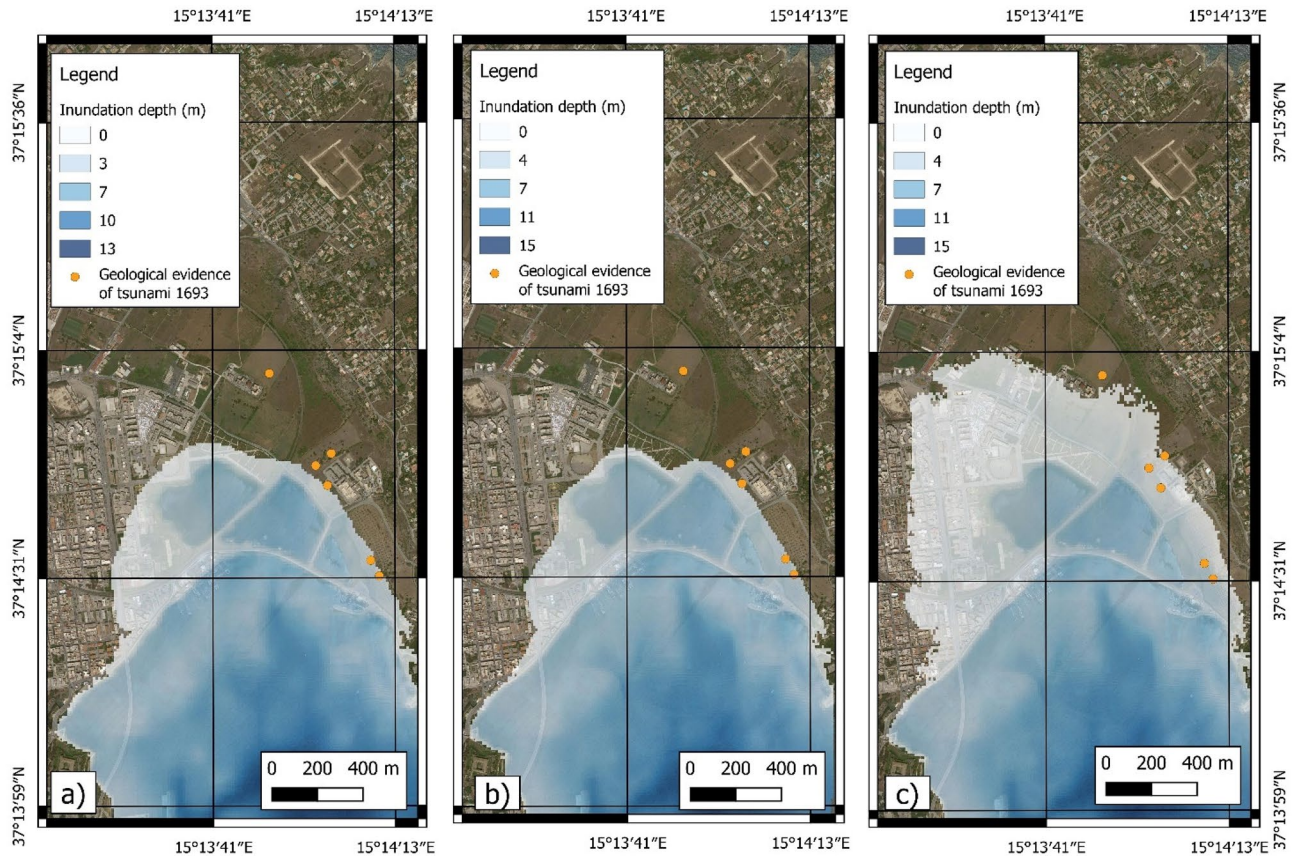 15°13′41″E 15°14′13″E 15°13′41″E 15°14′13″E 15°13′41″E 15°14′13″E
37°15′36″N
37°15′4″N
37°14′31″N
37°13′59″N
Legend
Inundation depth (m)
0
3
7
10
13
Geological evidence
of tsunami 1693
0 200 400 m
a)
Legend
Inundation depth (m)
0
4
7
11
15
Geological evidence
of tsunami 1693
0 200 400 m
b)
Legend
Inundation depth (m)
0
4
7
11
15
Geological evidence
of tsunami 1693
0 200 400 m
c)
37°15′36″N
37°15′4″N
37°14′31″N
37°13′59″N
15°13′41″E 15°14′13″E 15°13′41″E 15°14′13″E 15°13′41″E 15°14′13″E